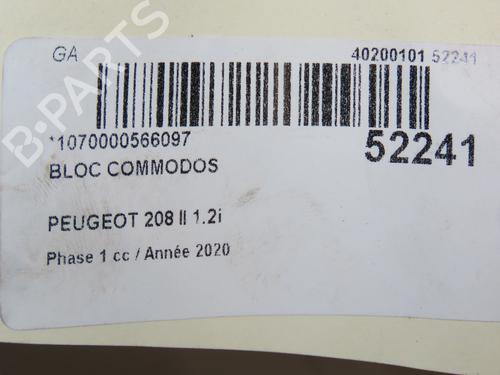 GA
40200101 52241
*1070000566097
52241
BLOC COMMODOS
PEUGEOT 208 II 1.2i
Phase 1 cc / Année 2020
B-PARTS